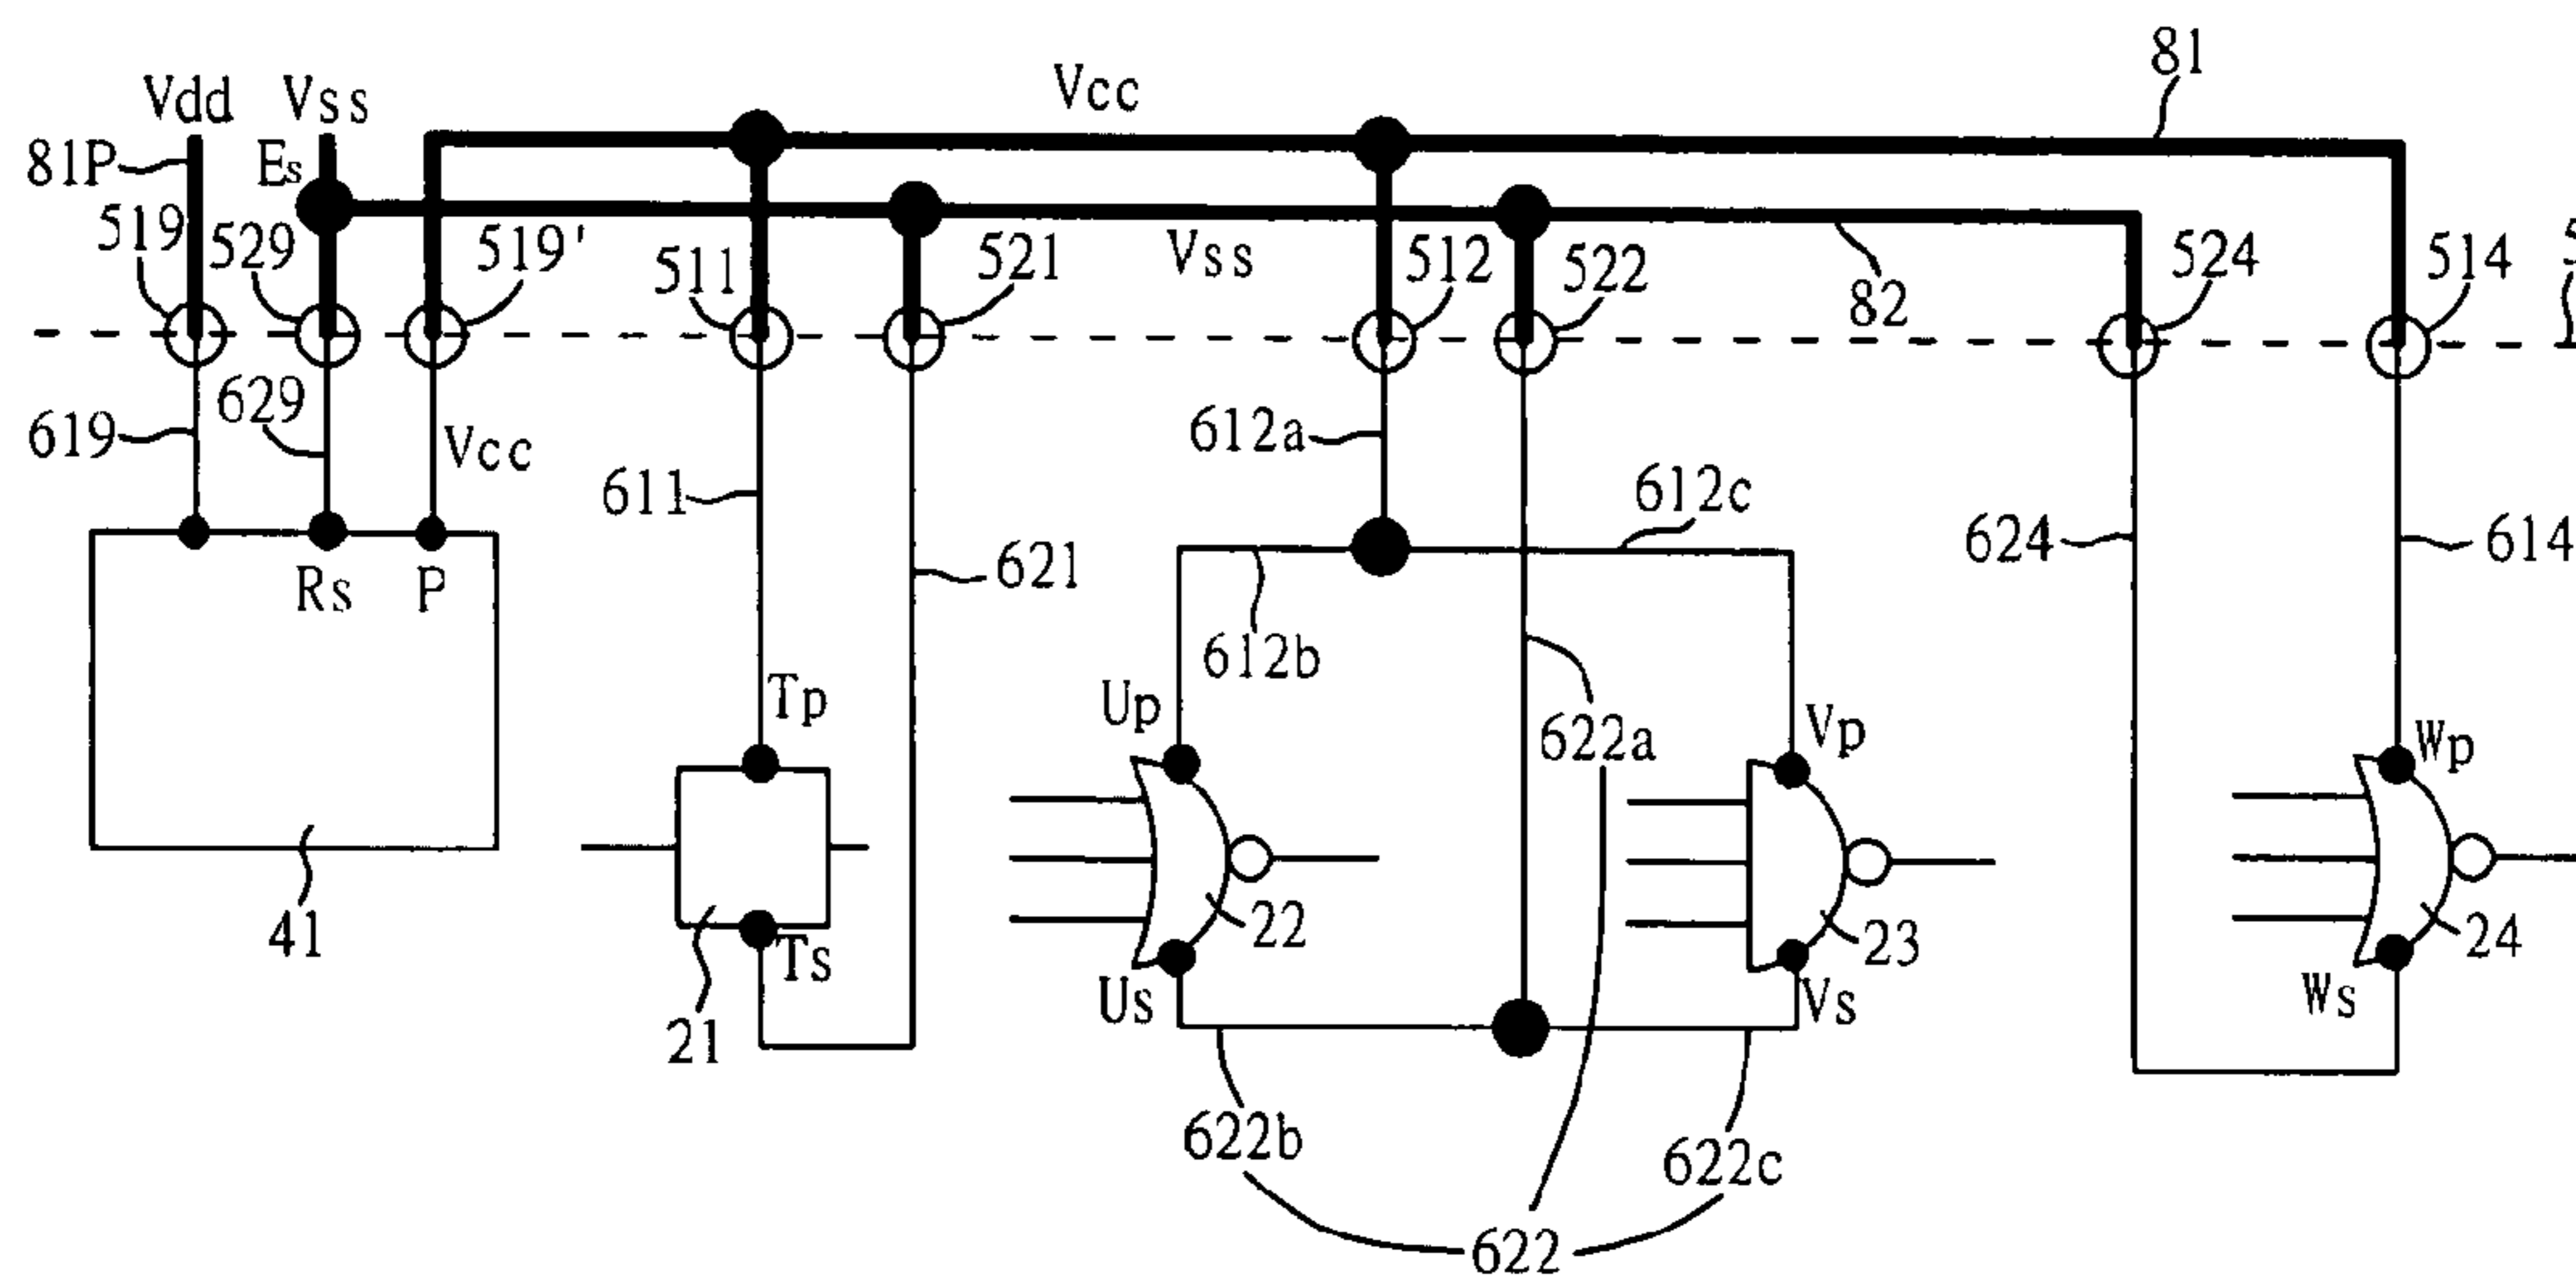 81
Vcc
Vdd Vss
81P Es
519 529 519' 511 521 Vss 512 522 82 524 514 5
619 629 Vcc 612a
611 612c
621 624 614
Rs P
612b
Tp Up 622a Vp Wp
41 Ts 22 23 24
21 Us Vs Ws
622b 622c
622